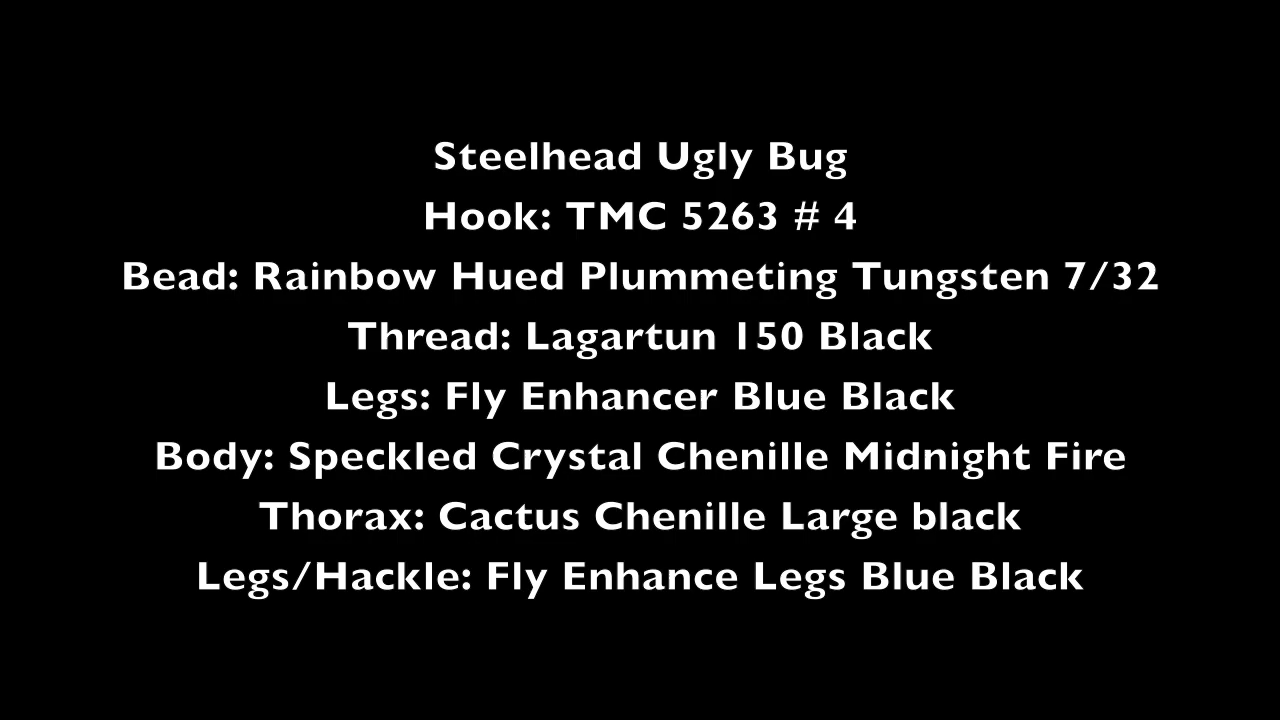 Steelhead Ugly Bug
Hook: TMC 5263 # 4
Bead: Rainbow Hued Plummeting Tungsten 7/32
Thread: Lagartun 150 Black
Legs: Fly Enhancer Blue Black
Body: Speckled Crystal Chenille Midnight Fire
Thorax: Cactus Chenille Large black
Legs/Hackle: Fly Enhance Legs Blue Black